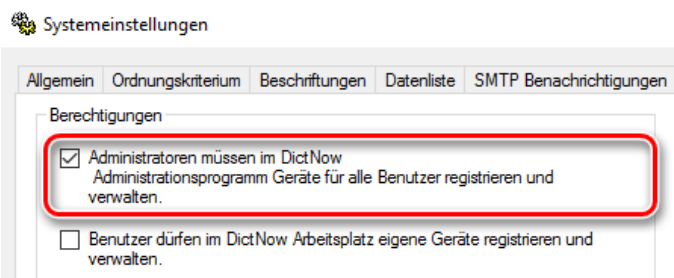 Systemeinstellungen
Allgemein Ordnungskriterium Beschriftungen Datenliste SMTP Benachrichtigungen
Berechtigungen
Administratoren müssen im DictNow
Administrationsprogramm Geräte für alle Benutzer registrieren und
verwalten.
Benutzer dürfen im DictNow Arbeitsplatz eigene Geräte registrieren und
verwalten.